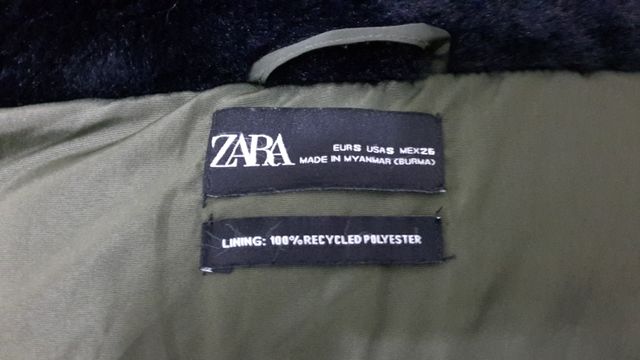 ZARA
EUR S USA S MEX 26
MADE IN MYANMAR (BURMA)
LINING: 100% RECYCLED POLYESTER